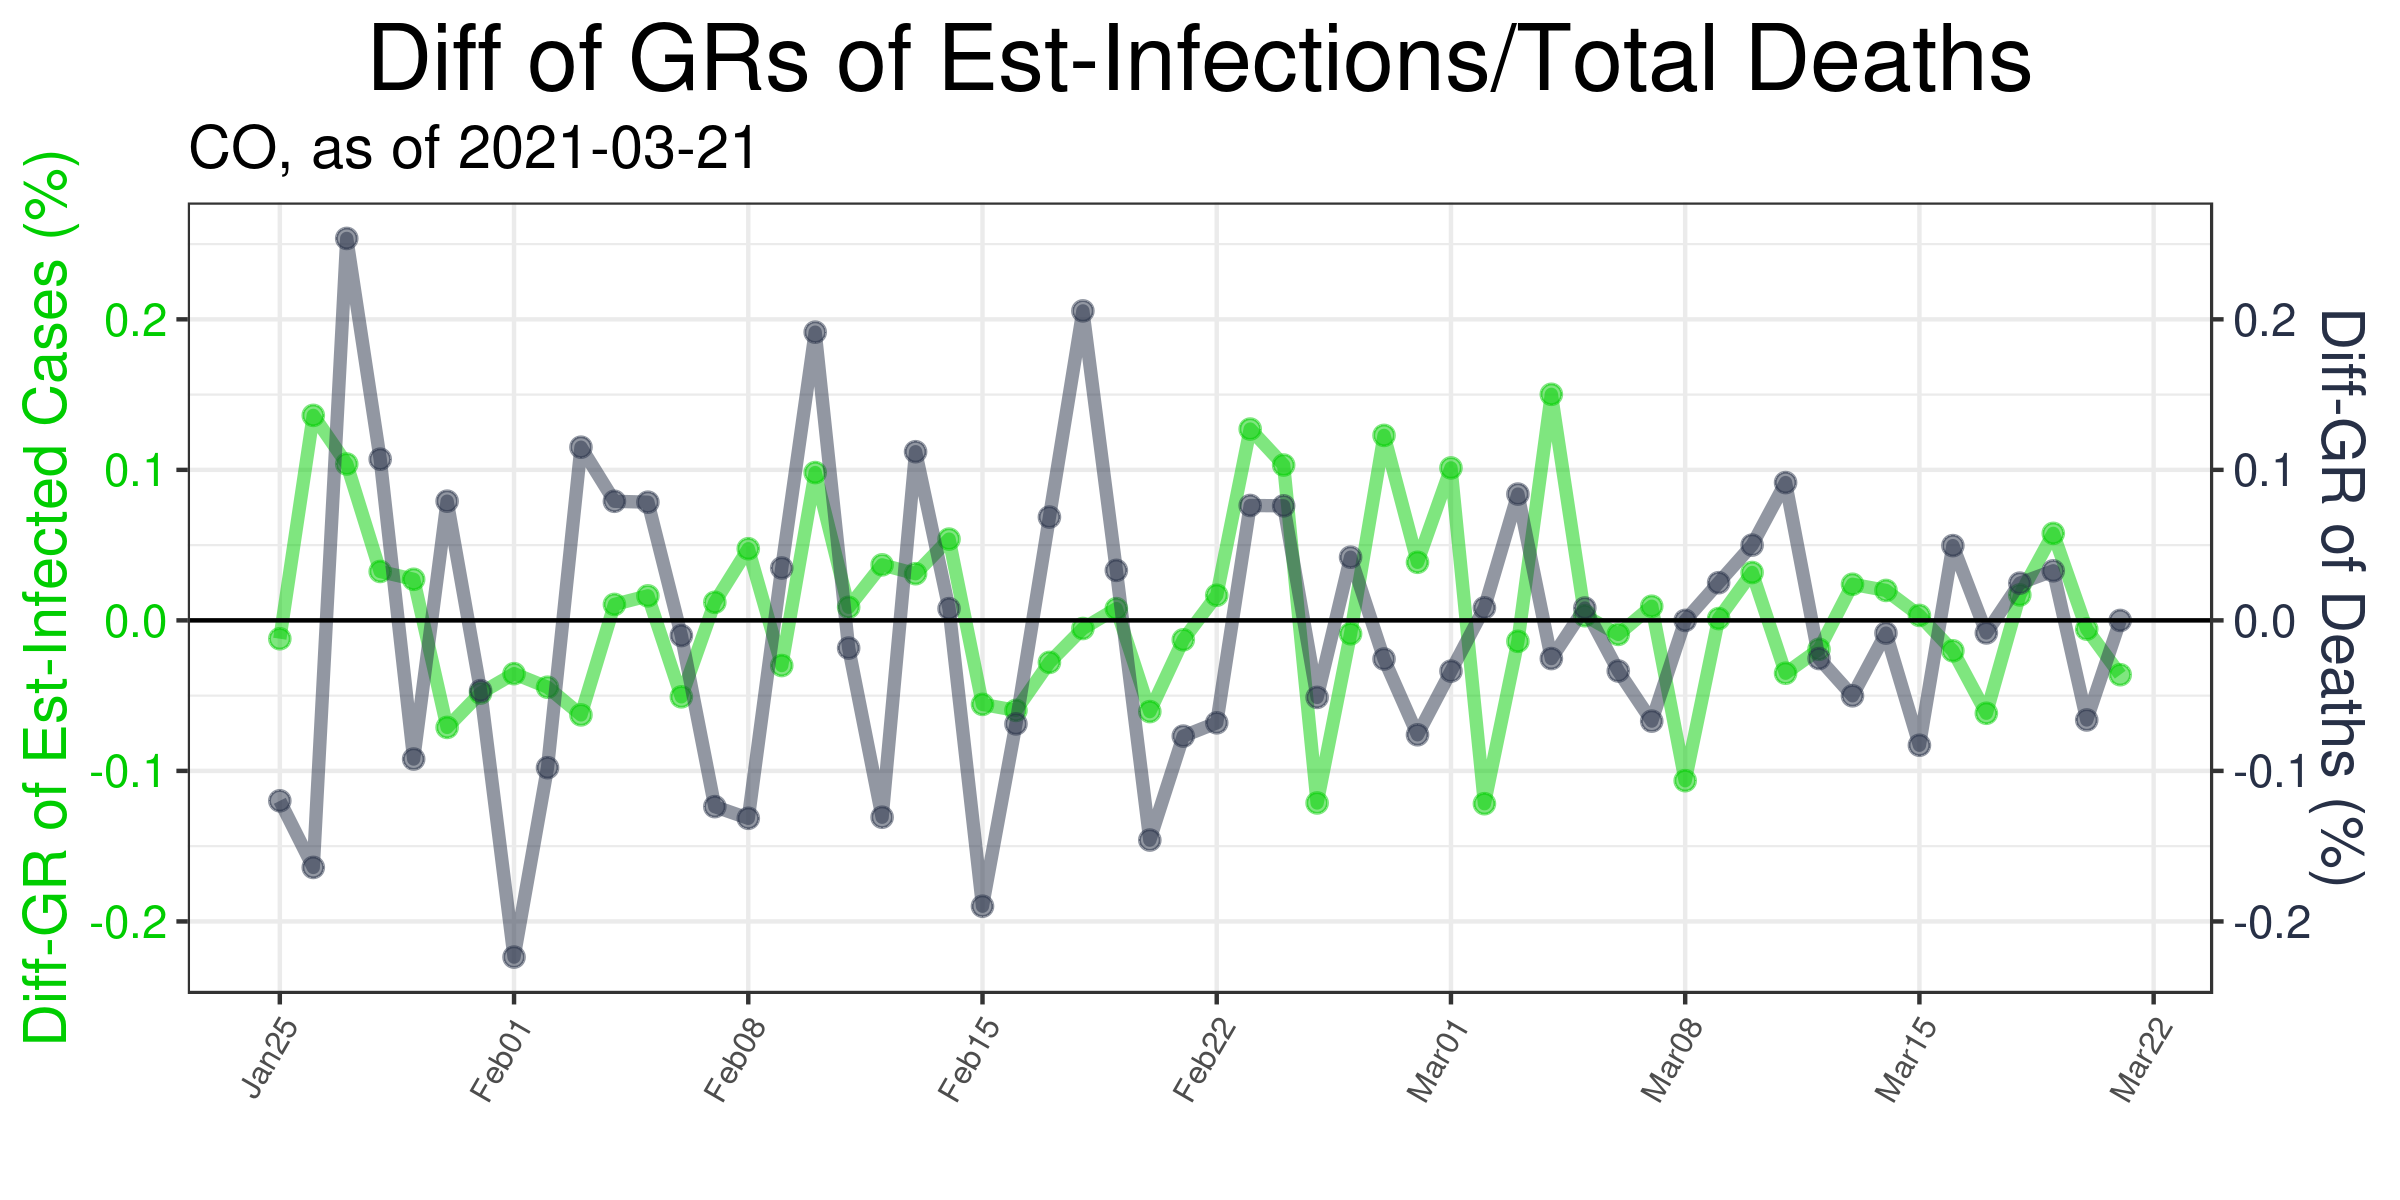 Diff of GRs of Est-Infections/Total Deaths
CO, as of 2021-03-21
Diff-GR of Est-Infected Cases (%)
0.2
0.1
0.0
-0.1
-0.2
0.2
0.1
0.0
-0.1
-0.2
Diff-GR of Deaths (%)
Jan25
Feb01
Feb08
Feb15
Feb22
Mar01
Mar08
Mar15
Mar22